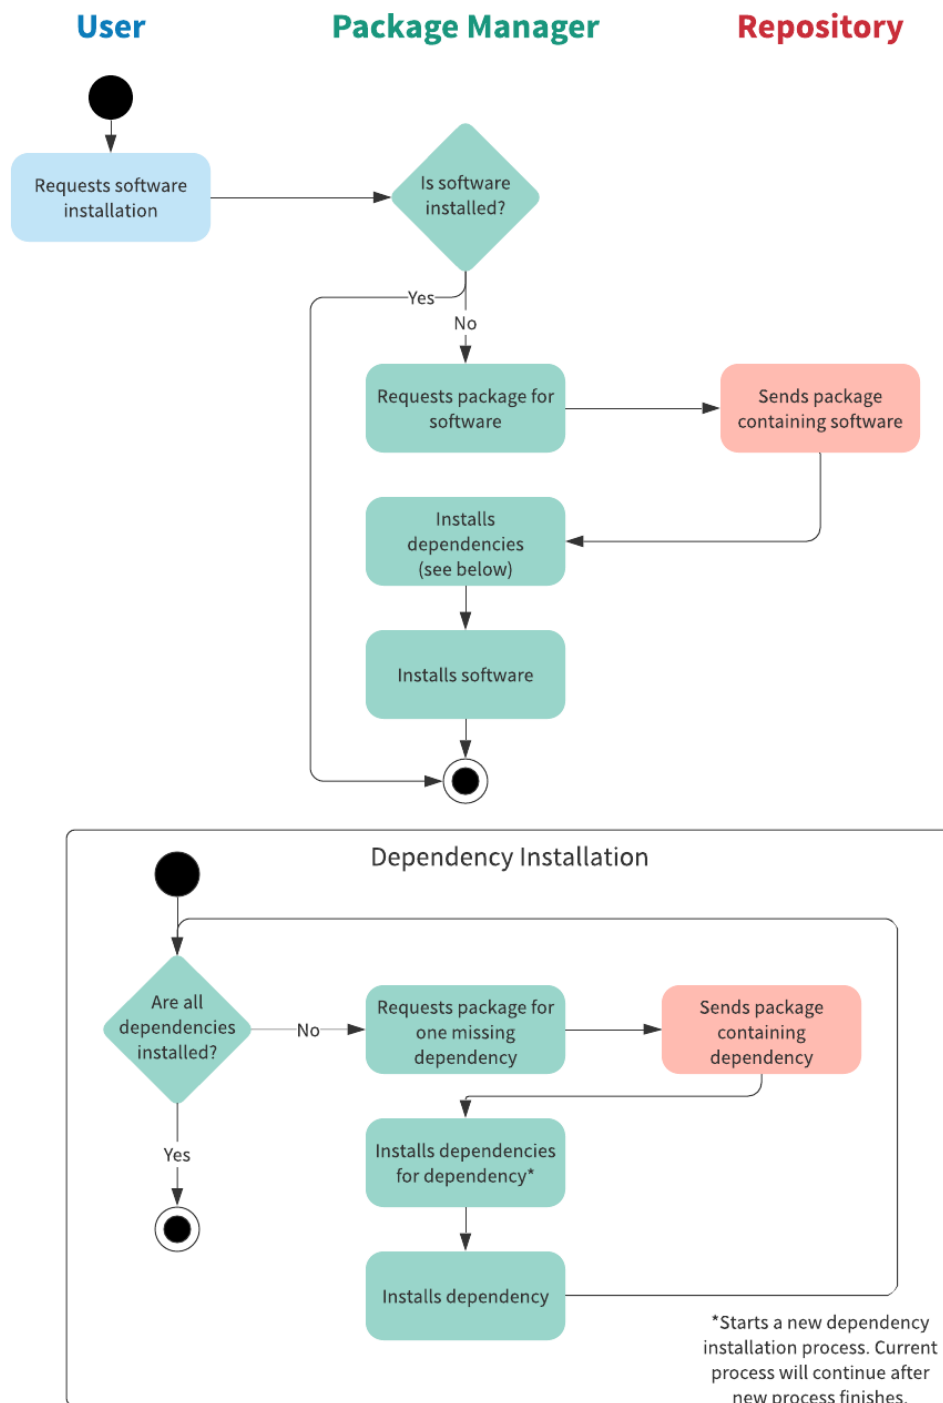 User
Package Manager
Repository
Requests software
installation
Is software
installed?
Yes
No
Requests package for
software
Sends package
containing software
Installs
dependencies
(see below)
Installs software
Dependency Installation
Are all
dependencies
installed?
No
Requests package for
one missing
dependency
Sends package
containing
dependency
Yes
Installs dependencies
for dependency*
Installs dependency
*Starts a new dependency
installation process. Current
process will continue after
new process finishes.